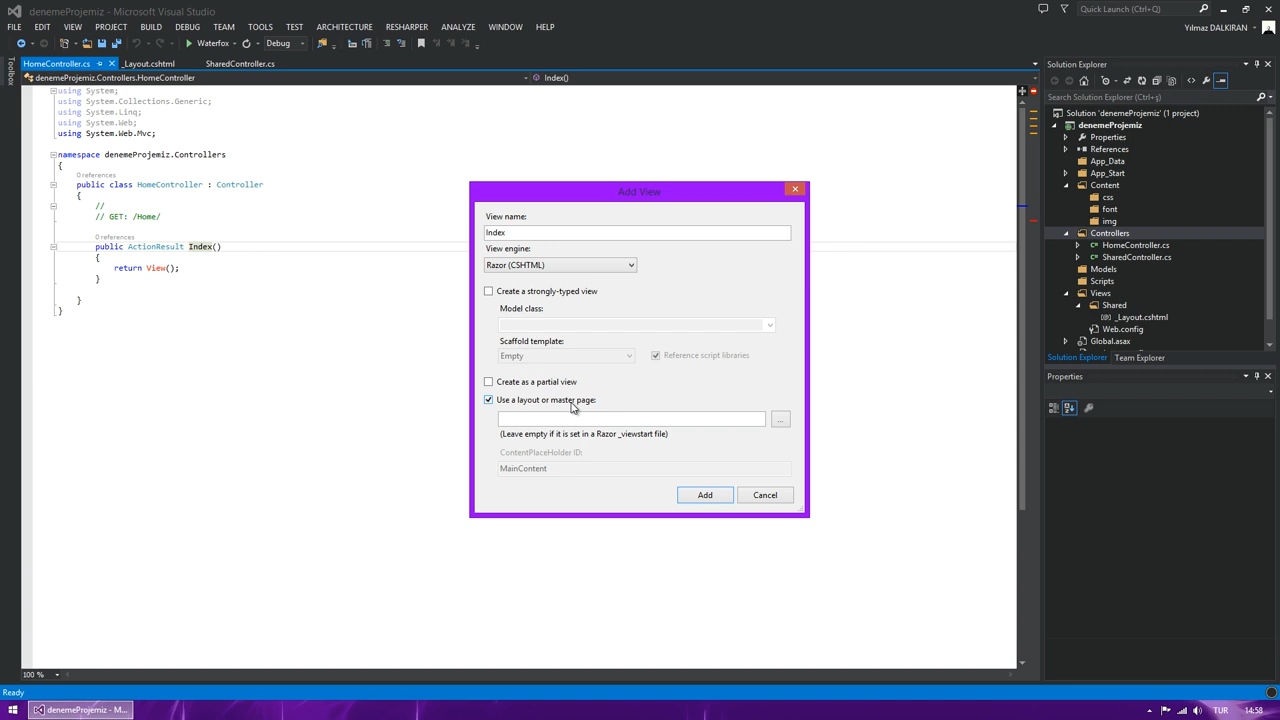 denemeProjemiz - Microsoft Visual Studio
Quick Launch (Ctrl+Q)
FILE EDIT VIEW PROJECT BUILD DEBUG TEAM TOOLS TEST ARCHITECTURE RESHARPER ANALYZE WINDOW HELP
Yılmaz DALKIRAN
Waterfox
Debug
Toolbox
HomeController.cs
_Layout.cshtml
SharedController.cs
denemeProjemiz.Controllers.HomeController
Index()
using System;
using System.Collections.Generic;
using System.Linq;
using System.Web;
using System.Web.Mvc;
namespace denemeProjemiz.Controllers
{
0 references
public class HomeController : Controller
{
//
// GET: /Home/
0 references
public ActionResult Index()
{
return View();
}
}
}
100 %
Add View
View name:
Index
View engine:
Razor (CSHTML)
Create a strongly-typed view
Model class:
Scaffold template:
Empty
Reference script libraries
Create as a partial view
Use a layout or master page:
...
(Leave empty if it is set in a Razor _viewstart file)
ContentPlaceHolder ID:
MainContent
Add
Cancel
Solution Explorer
Search Solution Explorer (Ctrl+ş)
Solution 'denemeProjemiz' (1 project)
denemeProjemiz
Properties
References
App_Data
App_Start
Content
css
font
img
Controllers
HomeController.cs
SharedController.cs
Models
Scripts
Views
Shared
_Layout.cshtml
Web.config
Global.asax
Solution Explorer Team Explorer
Properties
Ready
denemeProjemiz - M...
TUR
14:58